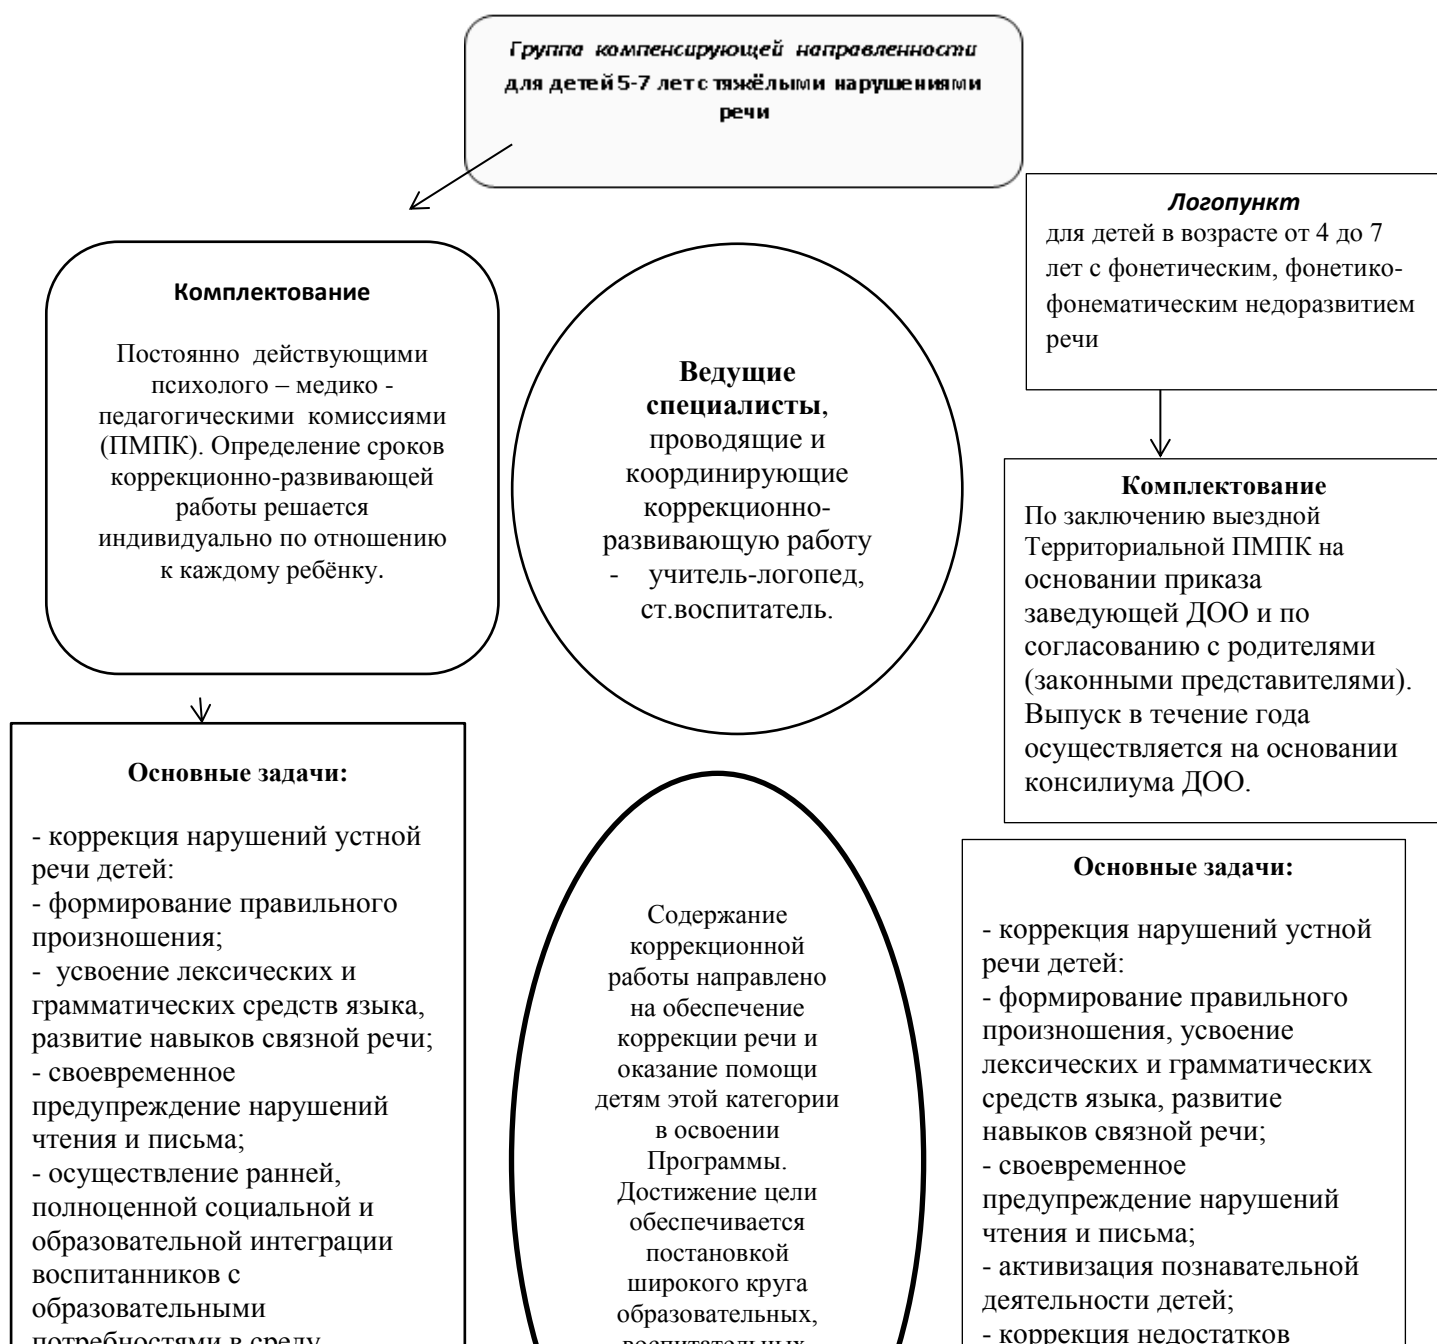 Группа компенсирующей направленности
для детей 5-7 лет с тяжёлыми нарушениями
речи
Логопункт
для детей в возрасте от 4 до 7
лет с фонетическим, фонетико-
фонематическим недоразвитием
речи
Комплектование
Постоянно действующими
психолого – медико -
педагогическими комиссиями
(ПМПК). Определение сроков
коррекционно-развивающей
работы решается
индивидуально по отношению
к каждому ребёнку.
Ведущие
специалисты,
проводящие и
координирующие
коррекционно-
развивающую работу
- учитель-логопед,
ст.воспитатель.
Комплектование
По заключению выездной
Территориальной ПМПК на
основании приказа
заведующей ДОО и по
согласованию с родителями
(законными представителями).
Выпуск в течение года
осуществляется на основании
консилиума ДОО.
Основные задачи:
- коррекция нарушений устной
речи детей:
- формирование правильного
произношения;
- усвоение лексических и
грамматических средств языка,
развитие навыков связной речи;
- своевременное
предупреждение нарушений
чтения и письма;
- осуществление ранней,
полноценной социальной и
образовательной интеграции
воспитанников с
образовательными
потребностями в среду
Содержание
коррекционной
работы направлено
на обеспечение
коррекции речи и
оказание помощи
детям этой категории
в освоении
Программы.
Достижение цели
обеспечивается
постановкой
широкого круга
образовательных,
воспитательных
Основные задачи:
- коррекция нарушений устной
речи детей:
- формирование правильного
произношения, усвоение
лексических и грамматических
средств языка, развитие
навыков связной речи;
- своевременное
предупреждение нарушений
чтения и письма;
- активизация познавательной
деятельности детей;
- коррекция недостатков